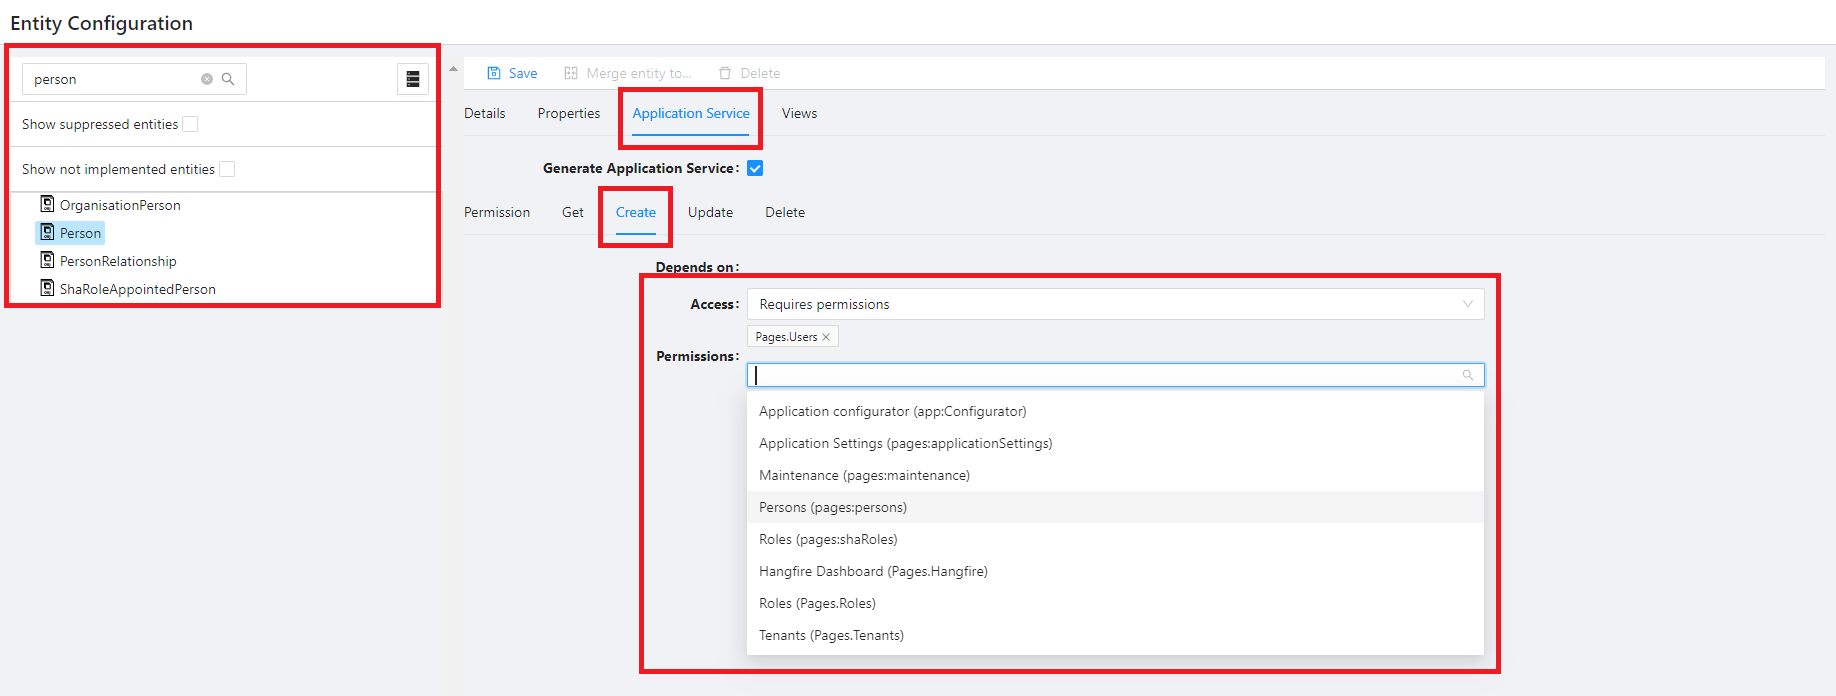 Entity Configuration
person
Show suppressed entities
Show not implemented entities
OrganisationPerson
Person
PersonRelationship
ShaRoleAppointedPerson
Save Merge entity to... Delete
Details Properties Application Service Views
Generate Application Service:
Permission Get Create Update Delete
Depends on:
Access: Requires permissions
Pages.Users
Permissions:
Application configurator (app:Configurator)
Application Settings (pages:applicationSettings)
Maintenance (pages:maintenance)
Persons (pages:persons)
Roles (pages:shaRoles)
Hangfire Dashboard (Pages.Hangfire)
Roles (Pages.Roles)
Tenants (Pages.Tenants)